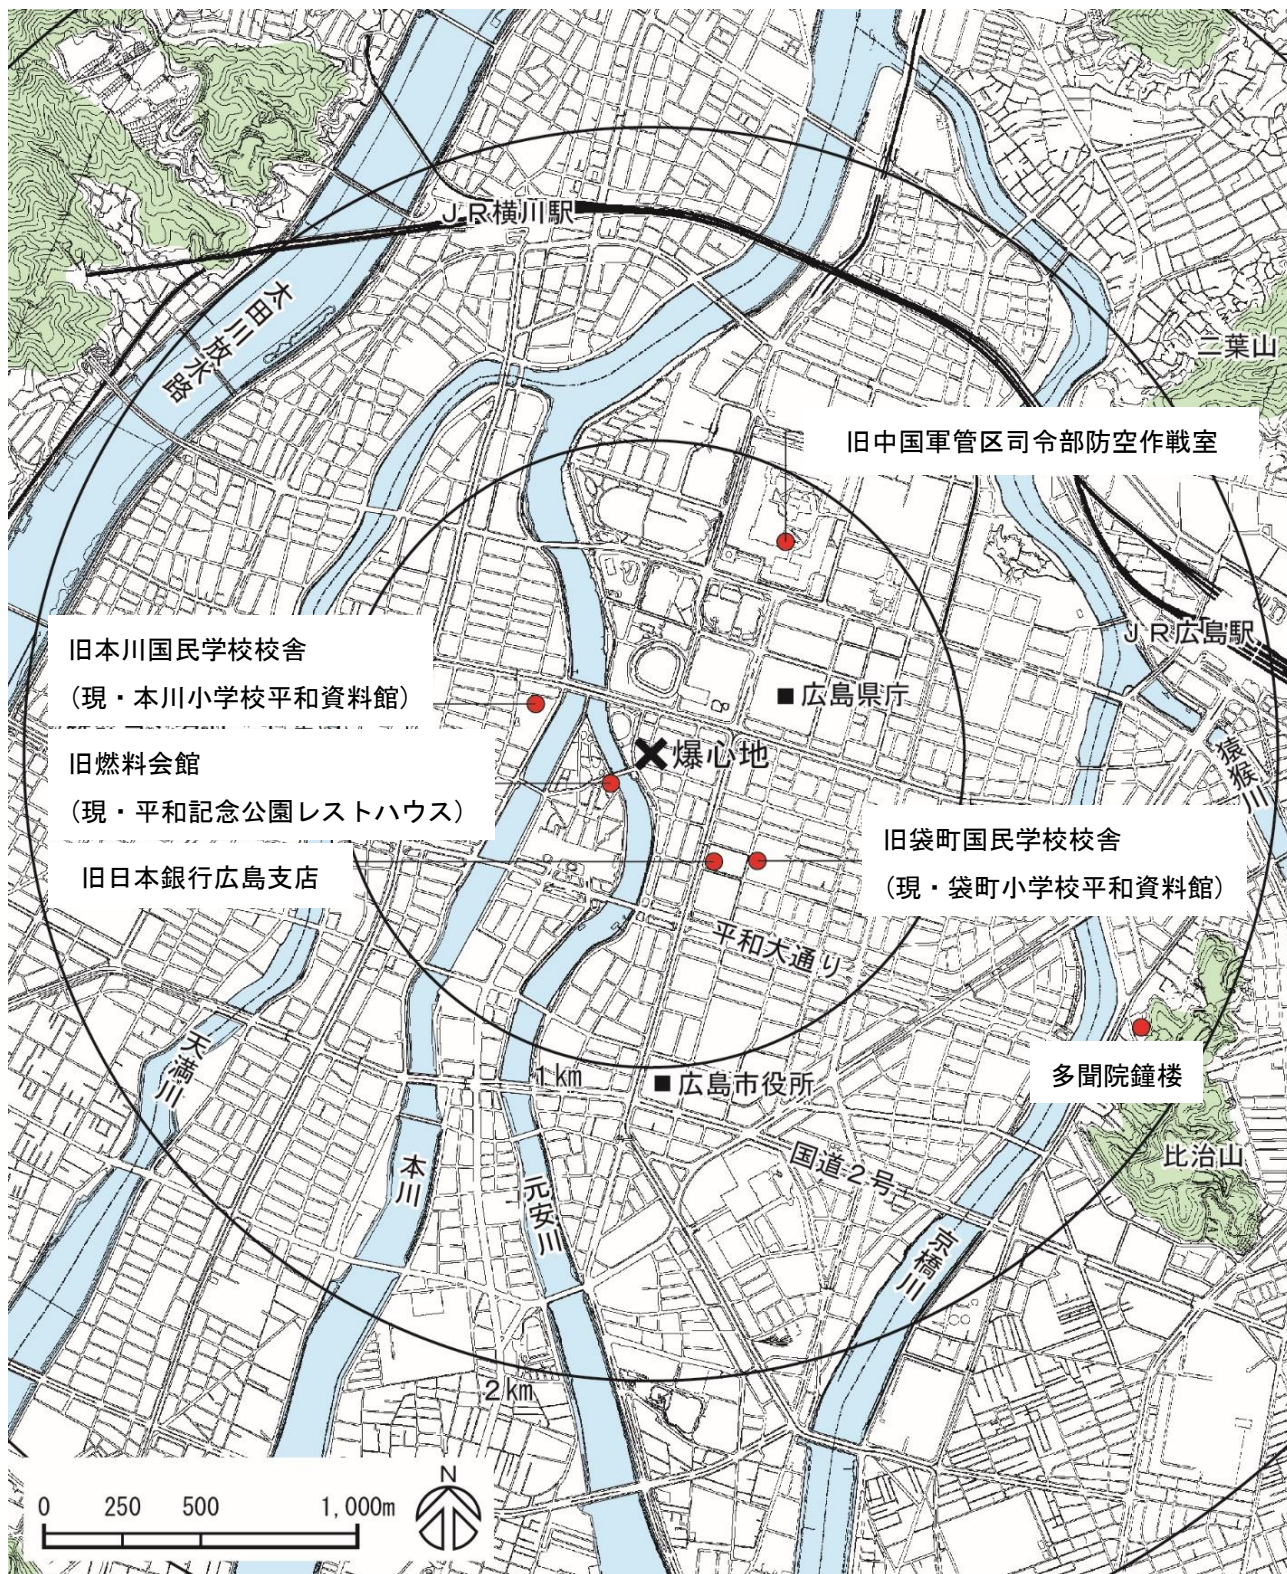 JR横川駅
太田川放水路
二葉山
旧中国軍管区司令部防空作戦室
JR広島駅
旧本川国民学校校舎
(現・本川小学校平和資料館)
■広島県庁
爆心地
猿猴川
旧燃料会館
(現・平和記念公園レストハウス)
旧袋町国民学校校舎
(現・袋町小学校平和資料館)
旧日本銀行広島支店
平和大通り
天満川
1km
■広島市役所
多聞院鐘楼
比治山
国道2号
本川
元安川
京橋川
2km
N
0 250 500 1,000m